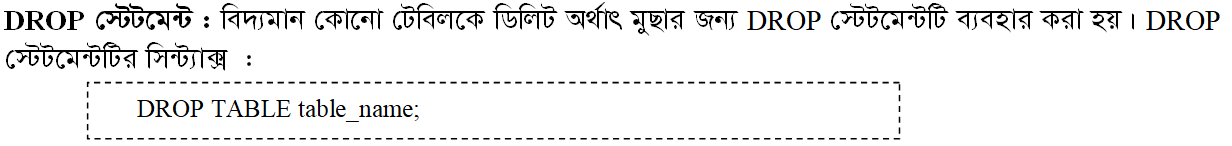 DROP স্টেটমেন্ট : বিদ্যমান কোনো টেবিলকে ডিলিট অর্থাৎ মুছার জন্য DROP স্টেটমেন্টটি ব্যবহার করা হয়। DROP
স্টেটমেন্টটির সিন্ট্যাক্স :
DROP TABLE table_name;